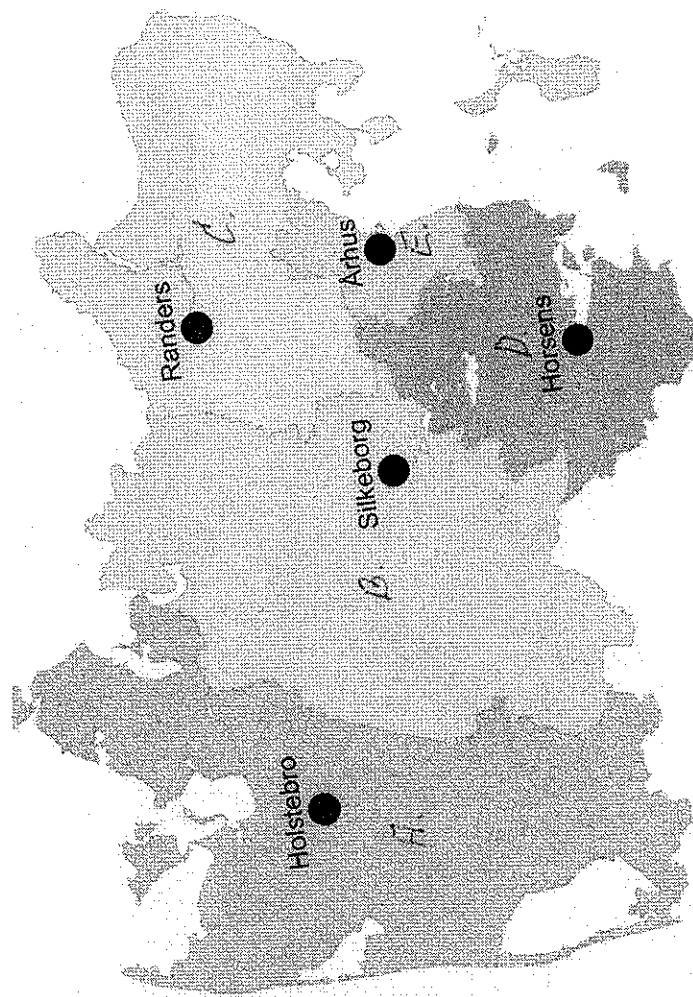 Holstebro
A.
B.
Silkeborg
Randers
C.
Århus
E.
D.
Horsens